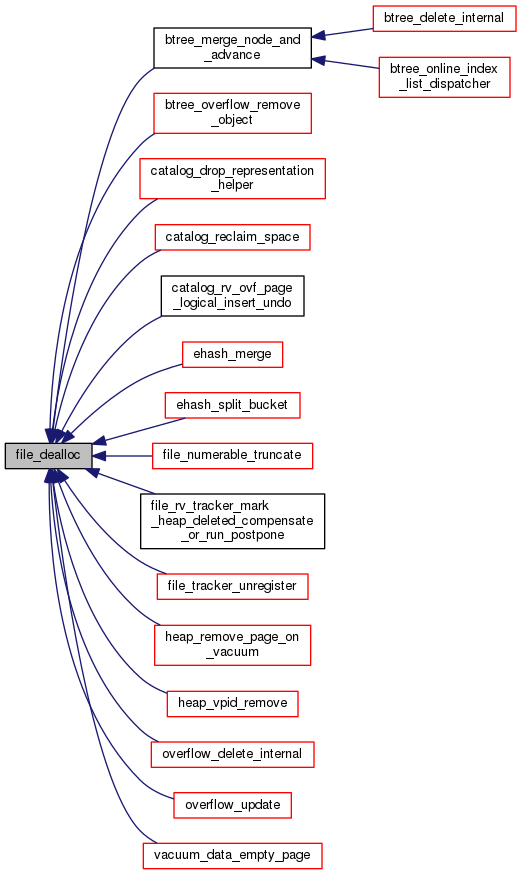 btree_merge_node_and
_advance
btree_delete_internal
btree_online_index
_list_dispatcher
btree_overflow_remove
_object
catalog_drop_representation
_helper
catalog_reclaim_space
catalog_rv_ovf_page
_logical_insert_undo
ehash_merge
ehash_split_bucket
file_dealloc
file_numerable_truncate
file_rv_tracker_mark
_heap_deleted_compensate
_or_run_postpone
file_tracker_unregister
heap_remove_page_on
_vacuum
heap_vpid_remove
overflow_delete_internal
overflow_update
vacuum_data_empty_page